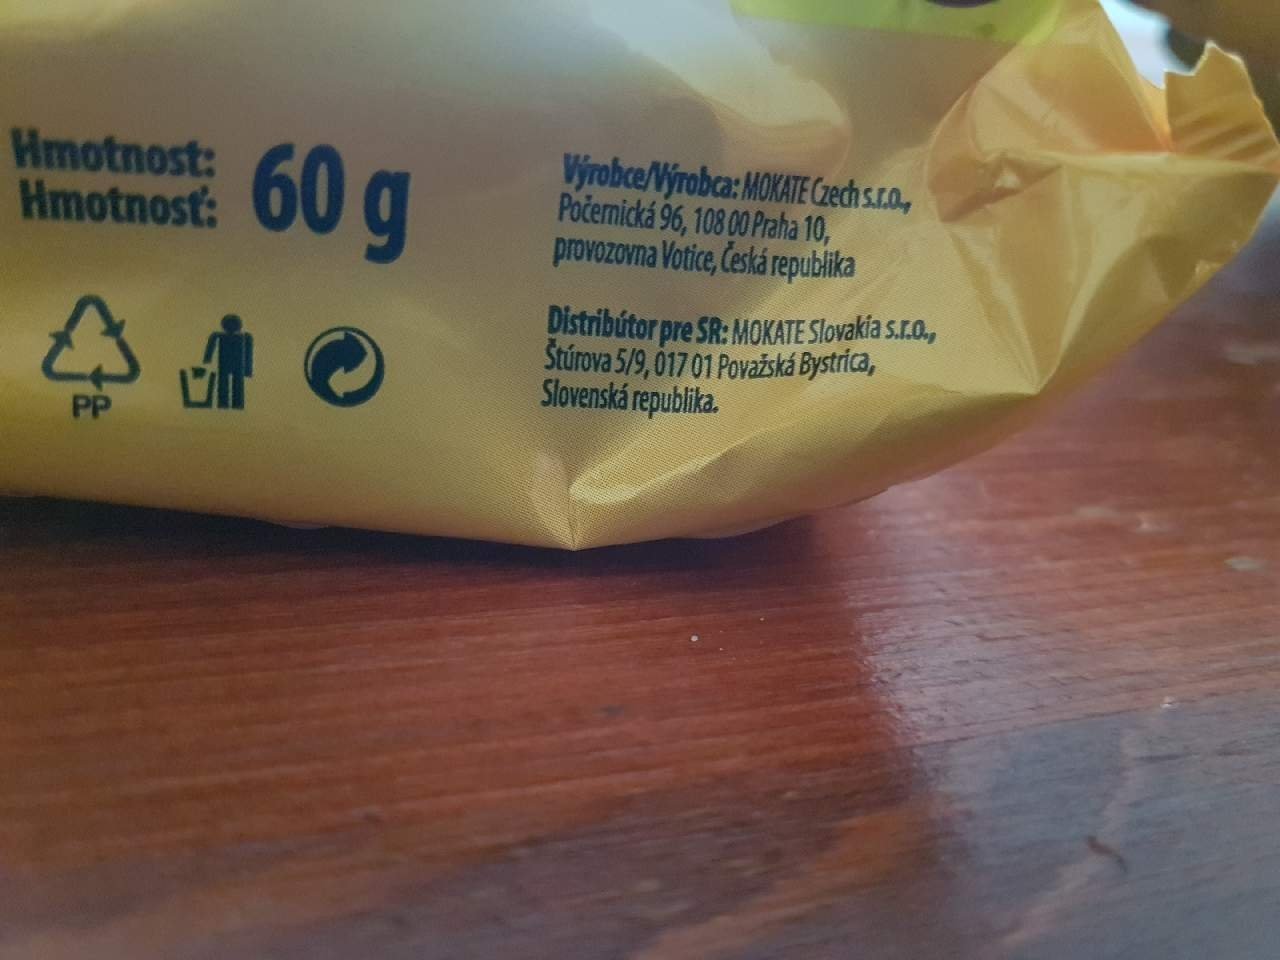 Hmotnost:
Hmotnosť:
60 g
Výrobce/Výrobca: MOKATE Czech s.r.o.,
Počernická 96, 108 00 Praha 10,
provozovna Votice, Česká republika
Distribútor pre SR: MOKATE Slovakia s.r.o.,
Štúrova 5/9, 017 01 Považská Bystrica,
Slovenská republika.
PP